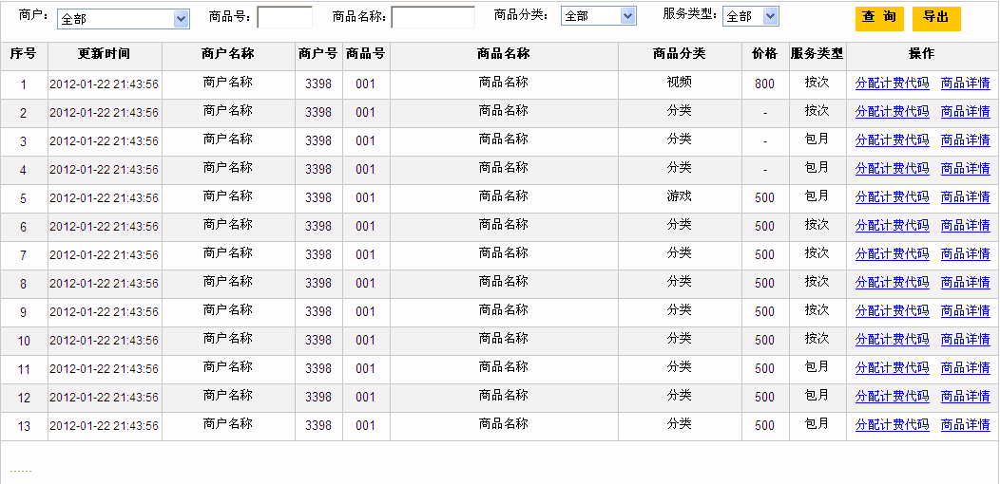 商户： 全部 商品号： 商品名称： 商品分类： 全部 服务类型： 全部 查 询 导出
序号 更新时间 商户名称 商户号 商品号 商品名称 商品分类 价格 服务类型 操作
1 2012-01-22 21:43:56 商户名称 3398 001 商品名称 视频 800 按次 分配计费代码 商品详情
2 2012-01-22 21:43:56 商户名称 3398 001 商品名称 分类 - 按次 分配计费代码 商品详情
3 2012-01-22 21:43:56 商户名称 3398 001 商品名称 分类 - 包月 分配计费代码 商品详情
4 2012-01-22 21:43:56 商户名称 3398 001 商品名称 分类 - 包月 分配计费代码 商品详情
5 2012-01-22 21:43:56 商户名称 3398 001 商品名称 游戏 500 包月 分配计费代码 商品详情
6 2012-01-22 21:43:56 商户名称 3398 001 商品名称 分类 500 按次 分配计费代码 商品详情
7 2012-01-22 21:43:56 商户名称 3398 001 商品名称 分类 500 按次 分配计费代码 商品详情
8 2012-01-22 21:43:56 商户名称 3398 001 商品名称 分类 500 按次 分配计费代码 商品详情
9 2012-01-22 21:43:56 商户名称 3398 001 商品名称 分类 500 按次 分配计费代码 商品详情
10 2012-01-22 21:43:56 商户名称 3398 001 商品名称 分类 500 按次 分配计费代码 商品详情
11 2012-01-22 21:43:56 商户名称 3398 001 商品名称 分类 500 包月 分配计费代码 商品详情
12 2012-01-22 21:43:56 商户名称 3398 001 商品名称 分类 500 包月 分配计费代码 商品详情
13 2012-01-22 21:43:56 商户名称 3398 001 商品名称 分类 500 包月 分配计费代码 商品详情
......